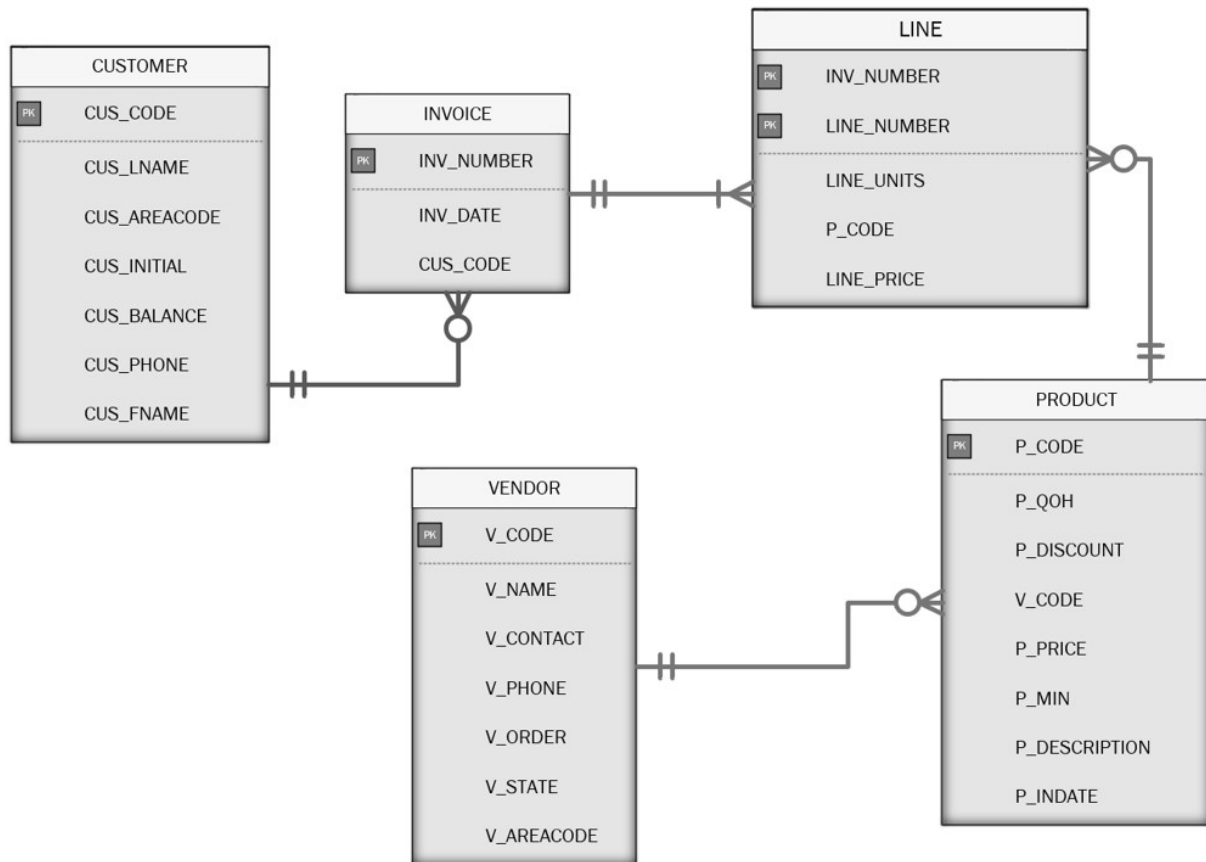 CUSTOMER
PK CUS_CODE
CUS_LNAME
CUS_AREACODE
CUS_INITIAL
CUS_BALANCE
CUS_PHONE
CUS_FNAME
INVOICE
PK INV_NUMBER
INV_DATE
CUS_CODE
LINE
PK INV_NUMBER
PK LINE_NUMBER
LINE_UNITS
P_CODE
LINE_PRICE
VENDOR
PK V_CODE
V_NAME
V_CONTACT
V_PHONE
V_ORDER
V_STATE
V_AREACODE
PRODUCT
PK P_CODE
P_QOH
P_DISCOUNT
V_CODE
P_PRICE
P_MIN
P_DESCRIPTION
P_INDATE